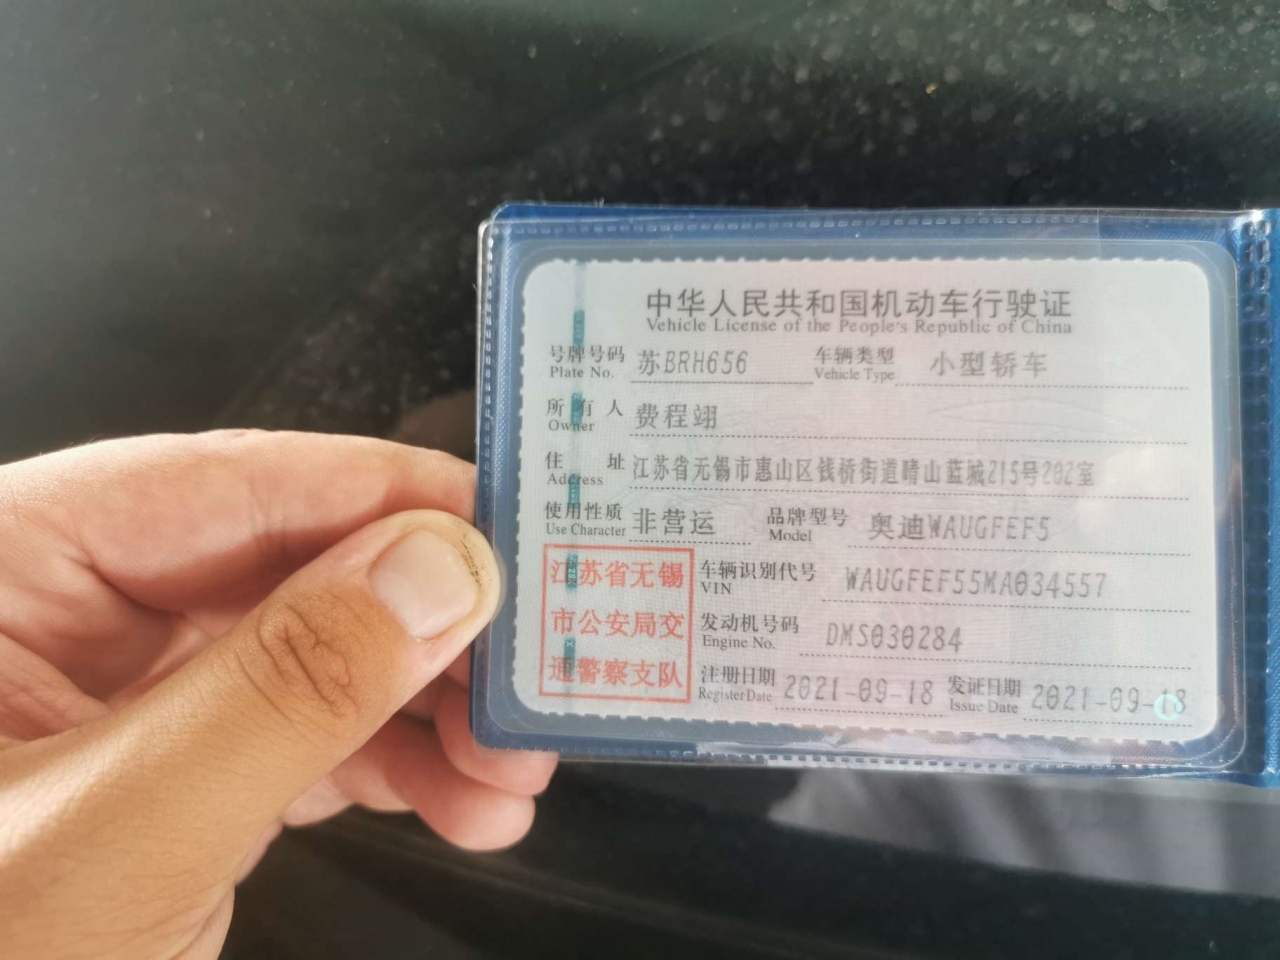 中华人民共和国机动车行驶证
Vehicle License of the People's Republic of China
号牌号码 苏BRH656 车辆类型 小型轿车
Plate No. Vehicle Type
所有人 费程翊
Owner
住址 江苏省无锡市惠山区钱桥街道晴山蓝城215号202室
Address
使用性质 非营运 品牌型号 奥迪WAUGFEF5
Use Character Model
江苏省无锡市公安局交通警察支队
车辆识别代号 WAUGFEF55MA034557
VIN
发动机号码 DMS030284
Engine No.
注册日期 2021-09-18 发证日期 2021-09-18
Register Date Issue Date